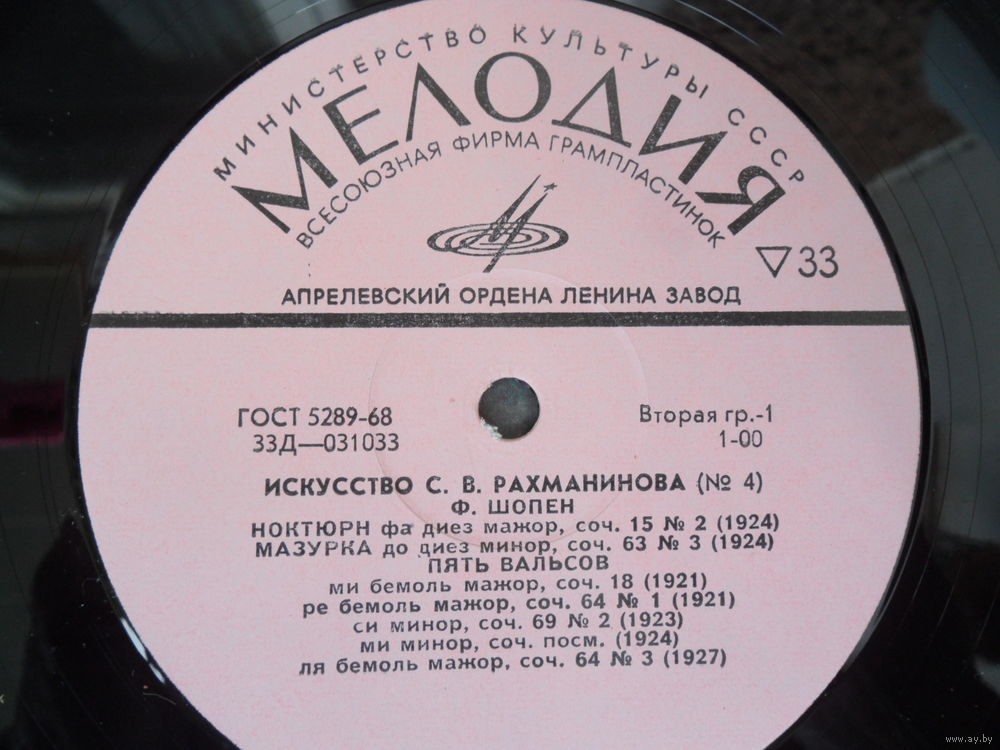 МИНИСТЕРСТВО КУЛЬТУРЫ СССР
МЕЛОДИЯ
ВСЕСОЮЗНАЯ ФИРМА ГРАМПЛАСТИНОК
33
АПРЕЛЕВСКИЙ ОРДЕНА ЛЕНИНА ЗАВОД
ГОСТ 5289-68
Вторая гр.-1
33Д—031033
1-00
ИСКУССТВО С. В. РАХМАНИНОВА (№ 4)
Ф. ШОПЕН
НОКТЮРН фа диез мажор, соч. 15 № 2 (1924)
МАЗУРКА до диез минор, соч. 63 № 3 (1924)
ПЯТЬ ВАЛЬСОВ
ми бемоль мажор, соч. 18 (1921)
ре бемоль мажор, соч. 64 № 1 (1921)
си минор, соч. 69 № 2 (1923)
ми минор, соч. посм. (1924)
ля бемоль мажор, соч. 64 № 3 (1927)
www.ay.by